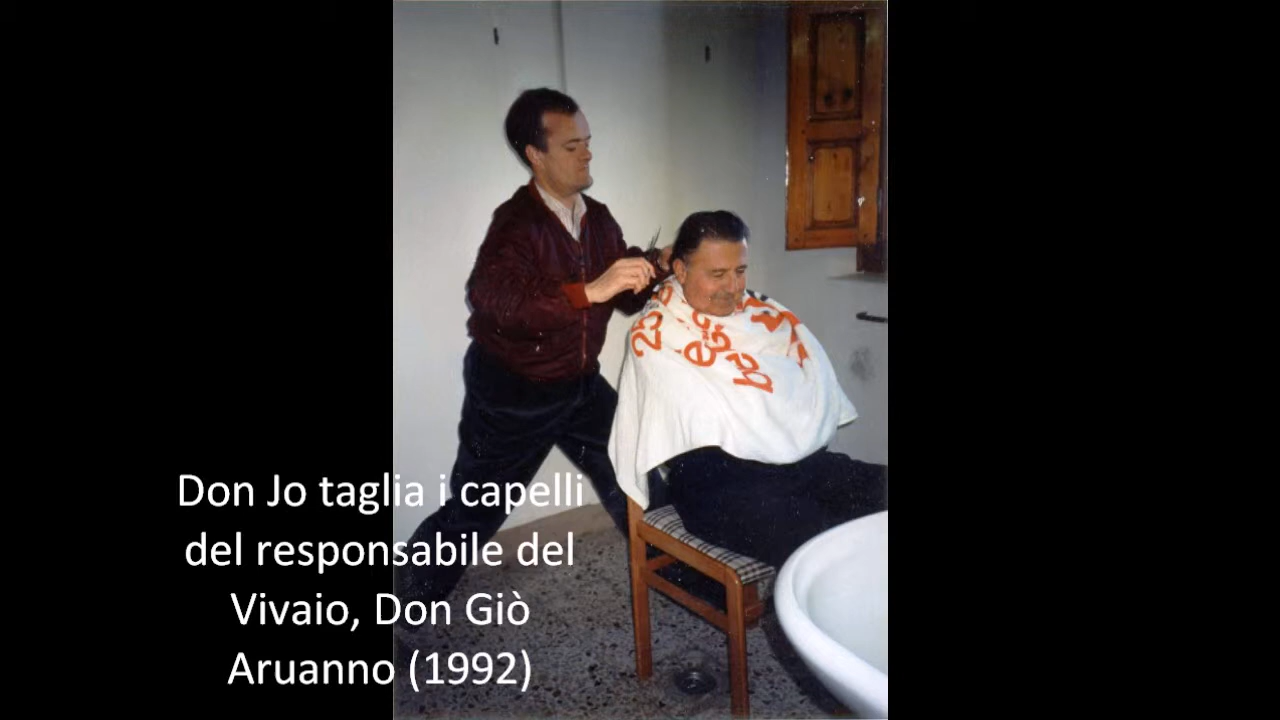 Don Jo taglia i capelli
del responsabile del
Vivaio, Don Giò
Aruanno (1992)